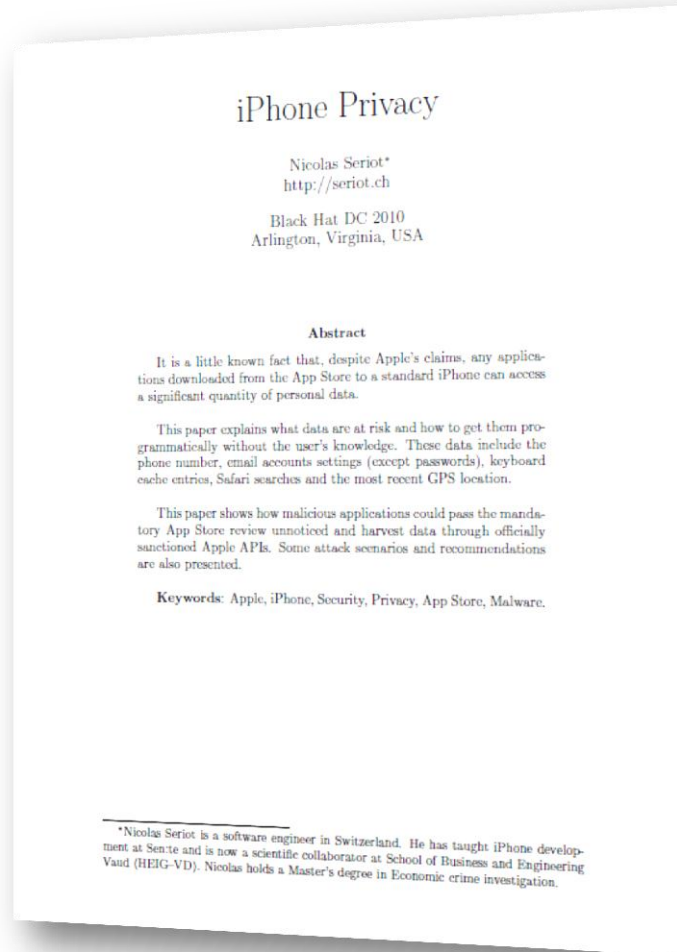 iPhone Privacy
Nicolas Seriot*
http://seriot.ch
Black Hat DC 2010
Arlington, Virginia, USA
Abstract
It is a little known fact that, despite Apple's claims, any applica-
tions downloaded from the App Store to a standard iPhone can access
a significant quantity of personal data.
This paper explains what data are at risk and how to get them pro-
grammatically without the user's knowledge. These data include the
phone number, email accounts settings (except passwords), keyboard
cache entries, Safari searches and the most recent GPS location.
This paper shows how malicious applications could pass the manda-
tory App Store review unnoticed and harvest data through officially
sanctioned Apple APIs. Some attack scenarios and recommendations
are also presented.
Keywords: Apple, iPhone, Security, Privacy, App Store, Malware.
*Nicolas Seriot is a software engineer in Switzerland. He has taught iPhone develop-
ment at Sen:te and is now a scientific collaborator at School of Business and Engineering
Vaud (HEIG-VD). Nicolas holds a Master's degree in Economic crime investigation.